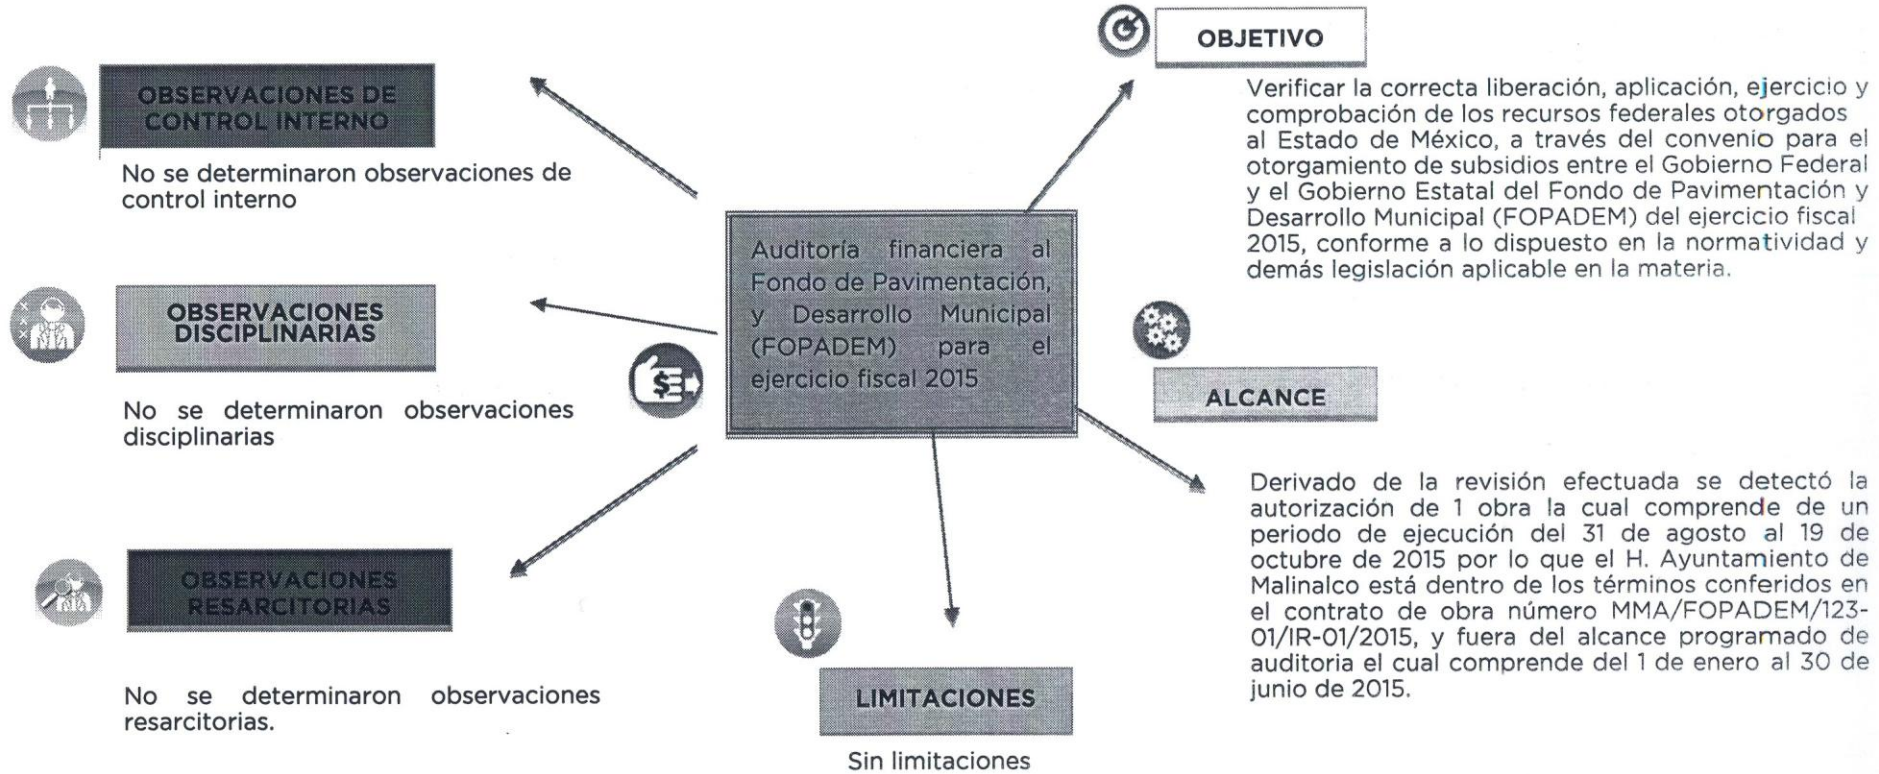 OBSERVACIONES DE
CONTROL INTERNO
No se determinaron observaciones de
control interno
OBSERVACIONES
DISCIPLINARIAS
No se determinaron observaciones
disciplinarias
OBSERVACIONES
RESARCITORIAS
No se determinaron observaciones
resarcitorias.
Auditoría financiera al
Fondo de Pavimentación,
y Desarrollo Municipal
(FOPADEM) para el
ejercicio fiscal 2015
$
LIMITACIONES
Sin limitaciones
OBJETIVO
Verificar la correcta liberación, aplicación, ejercicio y
comprobación de los recursos federales otorgados
al Estado de México, a través del convenio para el
otorgamiento de subsidios entre el Gobierno Federal
y el Gobierno Estatal del Fondo de Pavimentación y
Desarrollo Municipal (FOPADEM) del ejercicio fiscal
2015, conforme a lo dispuesto en la normatividad y
demás legislación aplicable en la materia.
ALCANCE
Derivado de la revisión efectuada se detectó la
autorización de 1 obra la cual comprende de un
periodo de ejecución del 31 de agosto al 19 de
octubre de 2015 por lo que el H. Ayuntamiento de
Malinalco está dentro de los términos conferidos en
el contrato de obra número MMA/FOPADEM/123-
01/IR-01/2015, y fuera del alcance programado de
auditoria el cual comprende del 1 de enero al 30 de
junio de 2015.